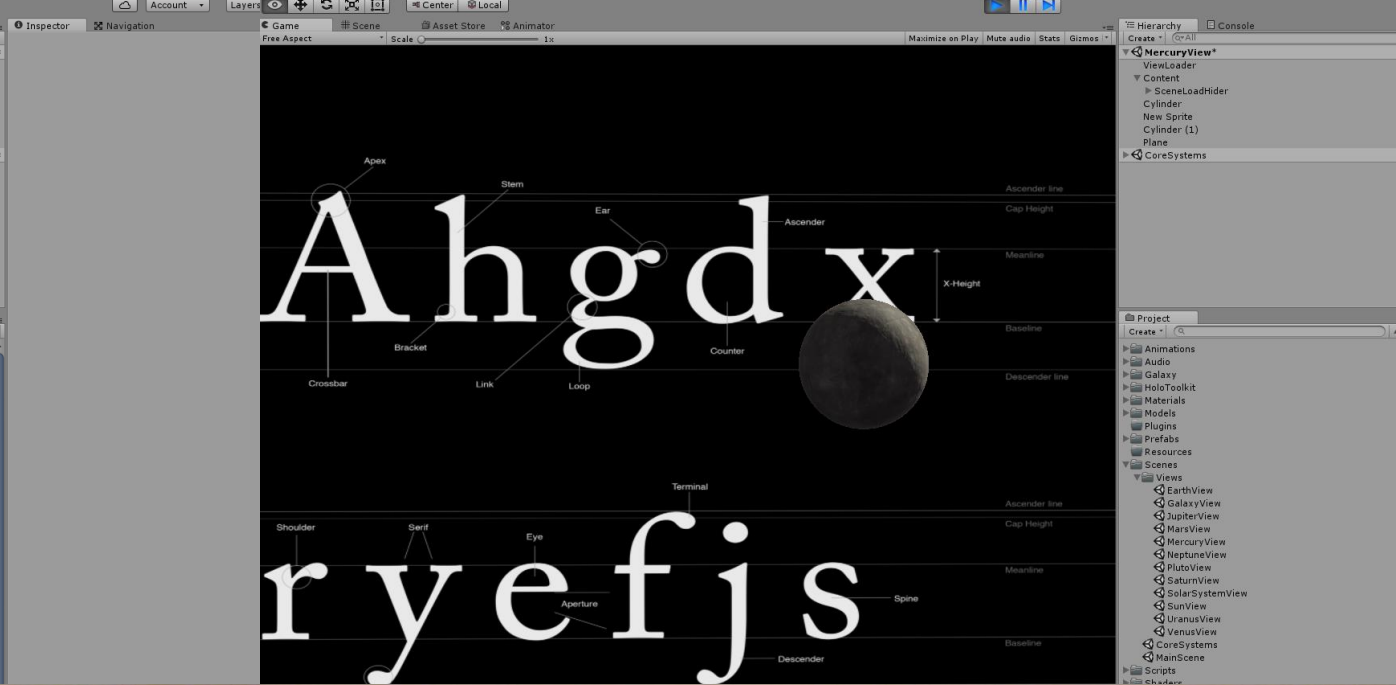 Account
Layers
Center
Local
Inspector
Navigation
Game
Scene
Asset Store
Animator
Free Aspect
Scale
1x
Maximize on Play
Mute audio
Stats
Gizmos
Apex
Stem
Ear
Ascender
Ascender line
Cap Height
Meanline
A h g d x
X-Height
Baseline
Bracket
Counter
Crossbar
Link
Loop
Descender line
Terminal
Ascender line
Shoulder
Serif
Eye
Cap Height
Meanline
r y e f j s
Aperture
Spine
Baseline
Descender
Hierarchy
Console
Create
All
MercuryView*
ViewLoader
Content
SceneLoadHider
Cylinder
New Sprite
Cylinder (1)
Plane
CoreSystems
Project
Create
Animations
Audio
Galaxy
HoloToolkit
Materials
Models
Plugins
Prefabs
Resources
Scenes
Views
EarthView
GalaxyView
JupiterView
MarsView
MercuryView
NeptuneView
PlutoView
SaturnView
SolarSystemView
SunView
UranusView
VenusView
CoreSystems
MainScene
Scripts
Shaders